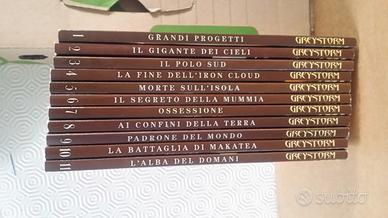 1 GRANDI PROGETTI GREYSTORM
2 IL GIGANTE DEI CIELI GREYSTORM
3 IL POLO SUD GREYSTORM
4 LA FINE DELL'IRON CLOUD GREYSTORM
5 MORTE SULL'ISOLA GREYSTORM
6 IL SEGRETO DELLA MUMMIA GREYSTORM
7 OSSESSIONE GREYSTORM
8 AI CONFINI DELLA TERRA GREYSTORM
9 PADRONE DEL MONDO GREYSTORM
10 LA BATTAGLIA DI MAKATEA GREYSTORM
11 L'ALBA DEL DOMANI GREYSTORM
subito